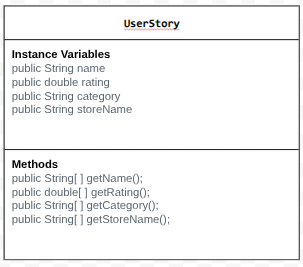 UserStory
Instance Variables
public String name
public double rating
public String category
public String storeName
Methods
public String[ ] getName();
public double[ ] getRating();
public String[ ] getCategory();
public String[ ] getStoreName();